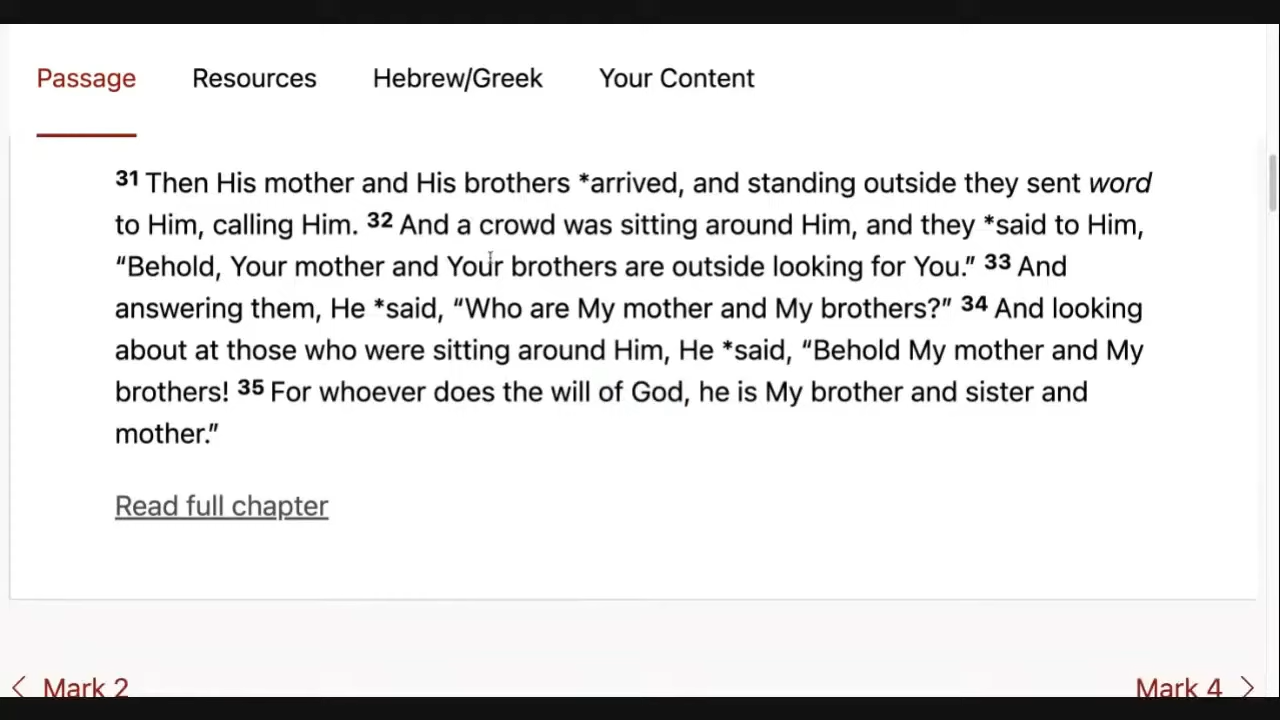 Passage Resources Hebrew/Greek Your Content
31 Then His mother and His brothers *arrived, and standing outside they sent word
to Him, calling Him. 32 And a crowd was sitting around Him, and they *said to Him,
“Behold, Your mother and Your brothers are outside looking for You.” 33 And
answering them, He *said, “Who are My mother and My brothers?” 34 And looking
about at those who were sitting around Him, He *said, “Behold My mother and My
brothers! 35 For whoever does the will of God, he is My brother and sister and
mother.”
Read full chapter
Mark 2 Mark 4